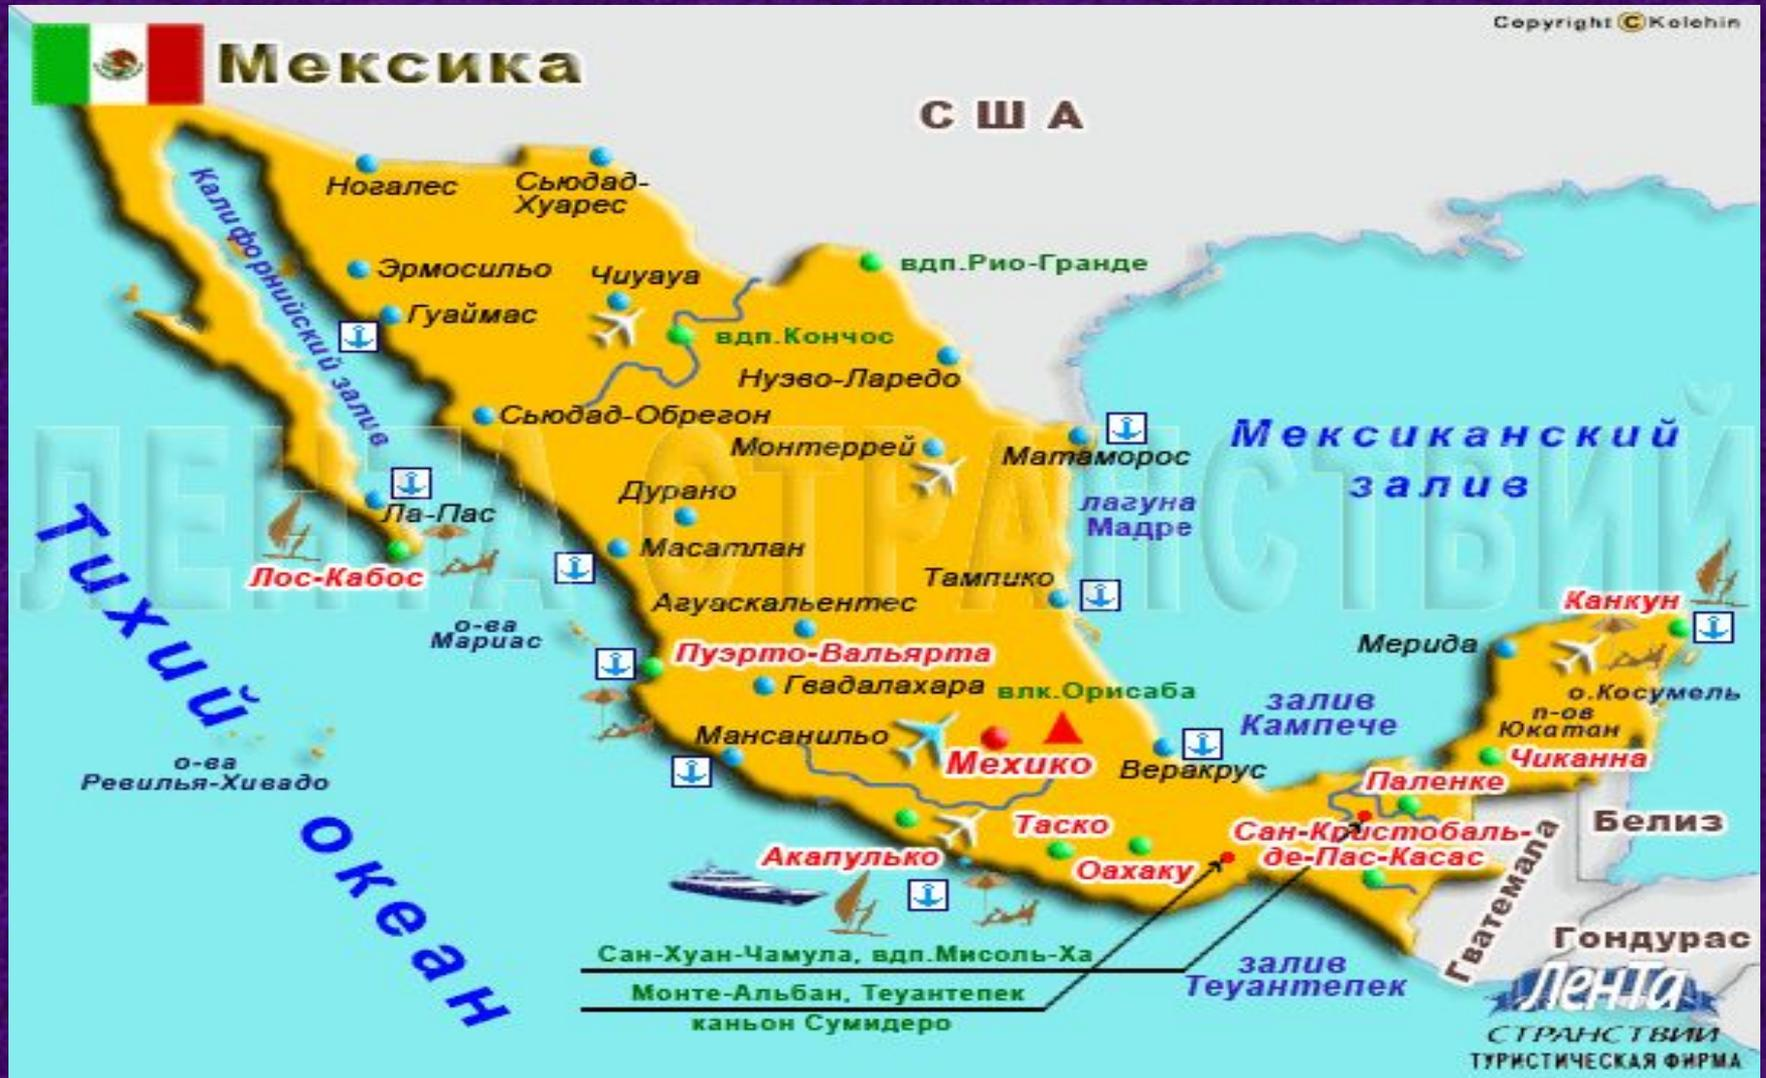 Copyright © Kolehin
Мексика
США
Ногалес
Сьюдад-
Хуарес
Калифорнийский залив
Эрмосильо
Чиуауа
вдп.Рио-Гранде
Гуаймас
вдп.Кончос
Нуэво-Ларедо
Сьюдад-Обрегон
Монтеррей
Матаморос
Мексиканский
залив
ЛЕНТА СТРАНСТВИЙ
Дурано
лагуна
Мадре
Ла-Пас
Масатлан
Лос-Кабос
Тампико
Агуаскальентес
Канкун
о-ва
Мариас
Мерида
Пуэрто-Вальярта
Гвадалахара
влк.Орисаба
о.Косумель
залив
Кампече
п-ов
Юкатан
Мансанильо
Мехико
Веракрус
Чиканна
Паленке
о-ва
Ревилья-Хивадо
Тихий
океан
Таско
Сан-Кристобаль-
де-Пас-Касас
Белиз
Акапулько
Оахаку
Гватемала
Гондурас
Сан-Хуан-Чамула, вдп.Мисоль-Ха
залив
Теуантепек
Монте-Альбан, Теуантепек
каньон Сумидеро
ЛенТа
СТРАНСТВИЙ
ТУРИСТИЧЕСКАЯ ФИРМА